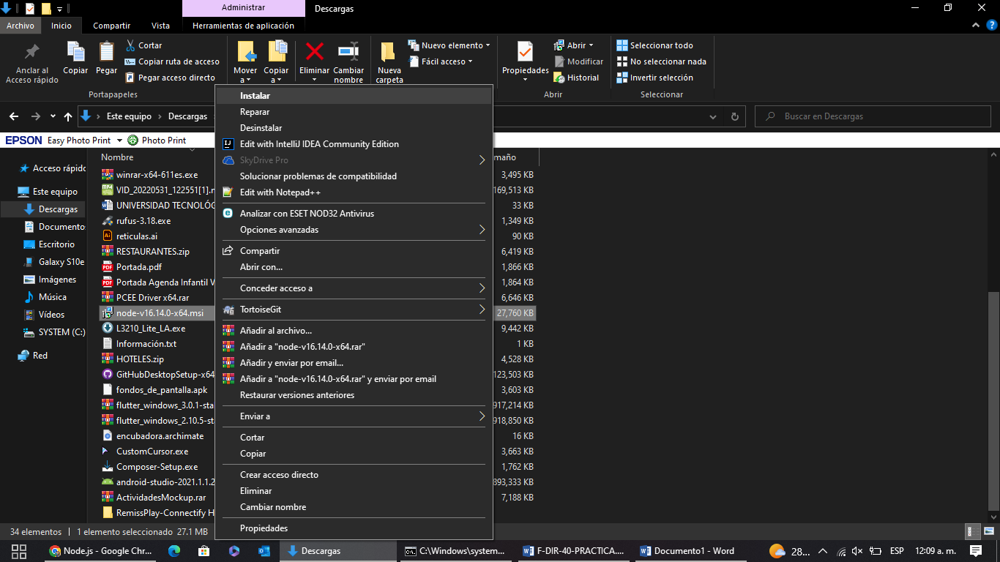 Administrar
Descargas
Archivo
Inicio
Compartir
Vista
Herramientas de aplicación
Anclar al
Acceso rápido
Copiar
Pegar
Cortar
Copiar ruta de acceso
Pegar acceso directo
Portapapeles
Mover
a
Copiar
a
Eliminar
Cambiar
nombre
Nueva
carpeta
Nuevo elemento
Fácil acceso
Propiedades
Abrir
Modificar
Historial
Abrir
Seleccionar todo
No seleccionar nada
Invertir selección
Seleccionar
Este equipo
Descargas
Buscar en Descargas
EPSON Easy Photo Print Photo Print
Acceso rápido
Este equipo
Descargas
Documento
Escritorio
Galaxy S10e
Imágenes
Música
Vídeos
SYSTEM (C:)
Red
Nombre
maño
winrar-x64-611es.exe
3,495 KB
VID_20220531_122551[1].
169,513 KB
UNIVERSIDAD TECNOLÓG
33 KB
rufus-3.18.exe
1,349 KB
reticulas.ai
90 KB
RESTAURANTES.zip
6,419 KB
Portada.pdf
1,866 KB
Portada Agenda Infantil V
1,864 KB
PCEE Driver x64.rar
6,646 KB
node-v16.14.0-x64.msi
27,760 KB
L3210_Lite_LA.exe
9,442 KB
Información.txt
1 KB
HOTELES.zip
4,528 KB
GitHubDesktopSetup-x64
123,503 KB
fondos_de_pantalla.apk
3,603 KB
flutter_windows_3.0.1-sta
917,214 KB
flutter_windows_2.10.5-st
918,850 KB
encubadora.archimate
16 KB
CustomCursor.exe
3,663 KB
Composer-Setup.exe
1,762 KB
android-studio-2021.1.1.2
893,333 KB
ActividadesMockup.rar
7,188 KB
RemissPlay-Connectify H
Instalar
Reparar
Desinstalar
Edit with IntelliJ IDEA Community Edition
SkyDrive Pro
Solucionar problemas de compatibilidad
Edit with Notepad++
Analizar con ESET NOD32 Antivirus
Opciones avanzadas
Compartir
Abrir con...
Conceder acceso a
TortoiseGit
Añadir al archivo...
Añadir a "node-v16.14.0-x64.rar"
Añadir y enviar por email...
Añadir a "node-v16.14.0-x64.rar" y enviar por email
Restaurar versiones anteriores
Enviar a
Cortar
Copiar
Crear acceso directo
Eliminar
Cambiar nombre
Propiedades
34 elementos
1 elemento seleccionado 27.1 MB
Node.js - Google Chr...
Descargas
C:\Windows\system...
F-DIR-40-PRACTICA....
Documento1 - Word
28...
ESP
12:09 a. m.